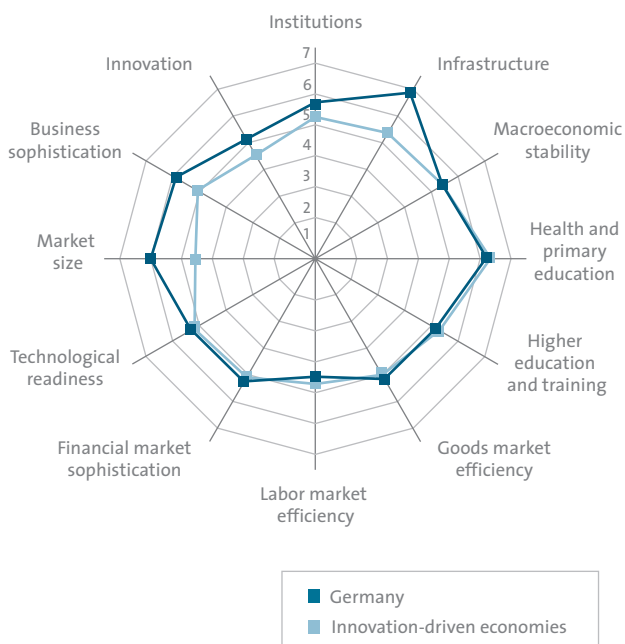 Institutions
7
6
5
4
3
2
1
Infrastructure
Macroeconomic
stability
Health and
primary
education
Higher
education
and training
Goods market
efficiency
Labor market
efficiency
Financial market
sophistication
Technological
readiness
Market
size
Business
sophistication
Innovation
Germany
Innovation-driven economies